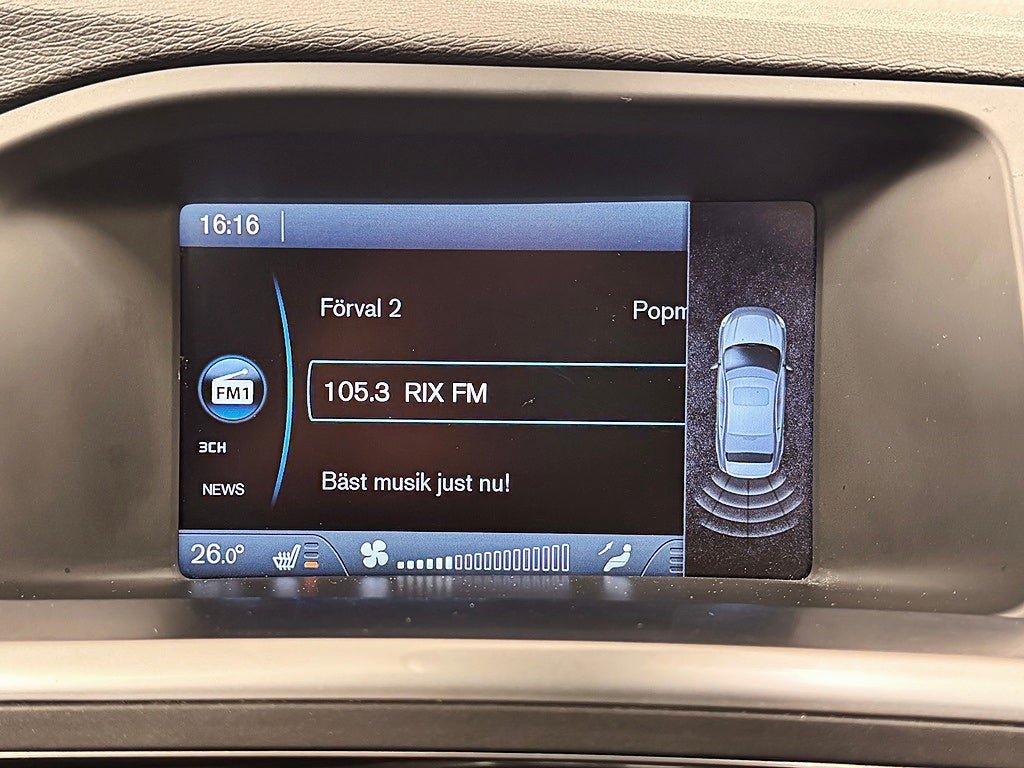 16:16
Förval 2 Popm
FM1
105.3 RIX FM
3CH
NEWS
Bäst musik just nu!
26.0°